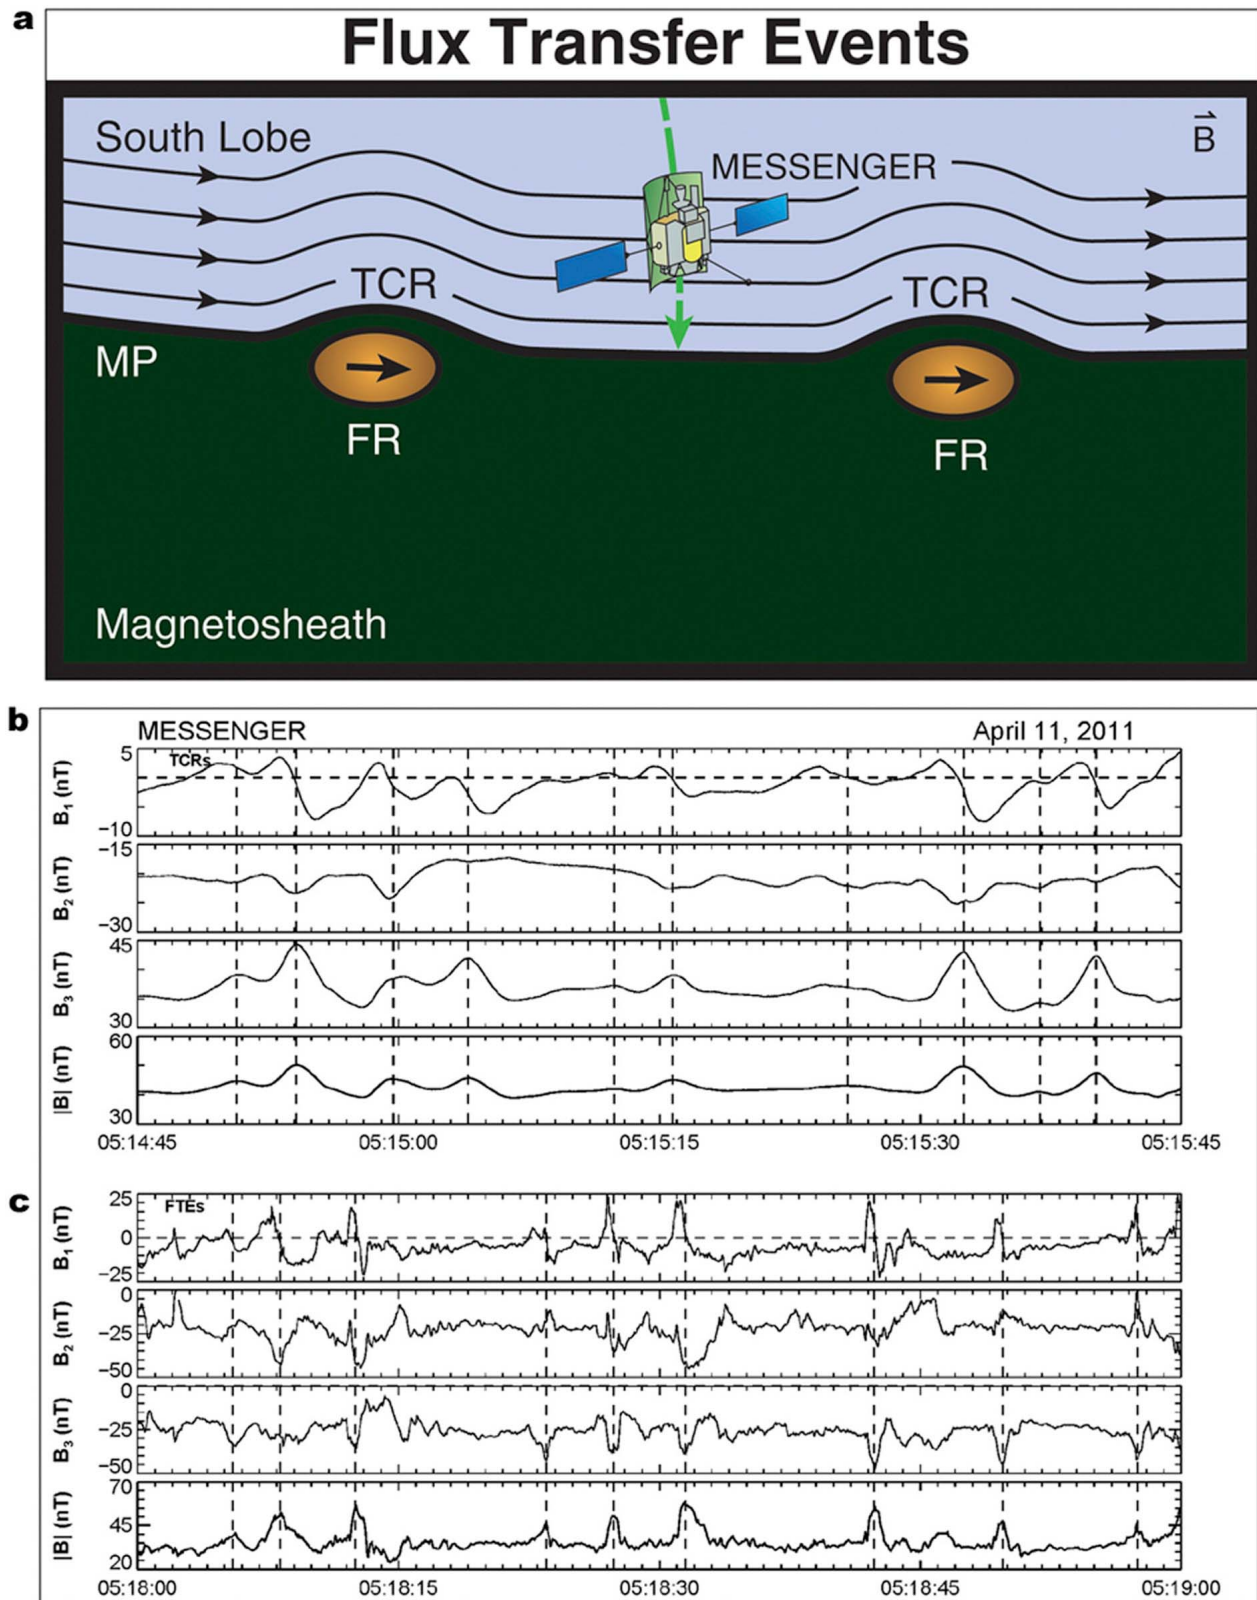 a
Flux Transfer Events
South Lobe
B
MESSENGER
TCR
TCR
MP
FR
FR
Magnetosheath
b
MESSENGER April 11, 2011
TCRs
B₁ (nT)
5
−10
B₂ (nT)
−15
−30
B₃ (nT)
45
30
|B| (nT)
60
30
05:14:45 05:15:00 05:15:15 05:15:30 05:15:45
c
FTEs
B₁ (nT)
25
0
−25
B₂ (nT)
0
−25
−50
B₃ (nT)
0
−25
−50
|B| (nT)
70
45
20
05:18:00 05:18:15 05:18:30 05:18:45 05:19:00